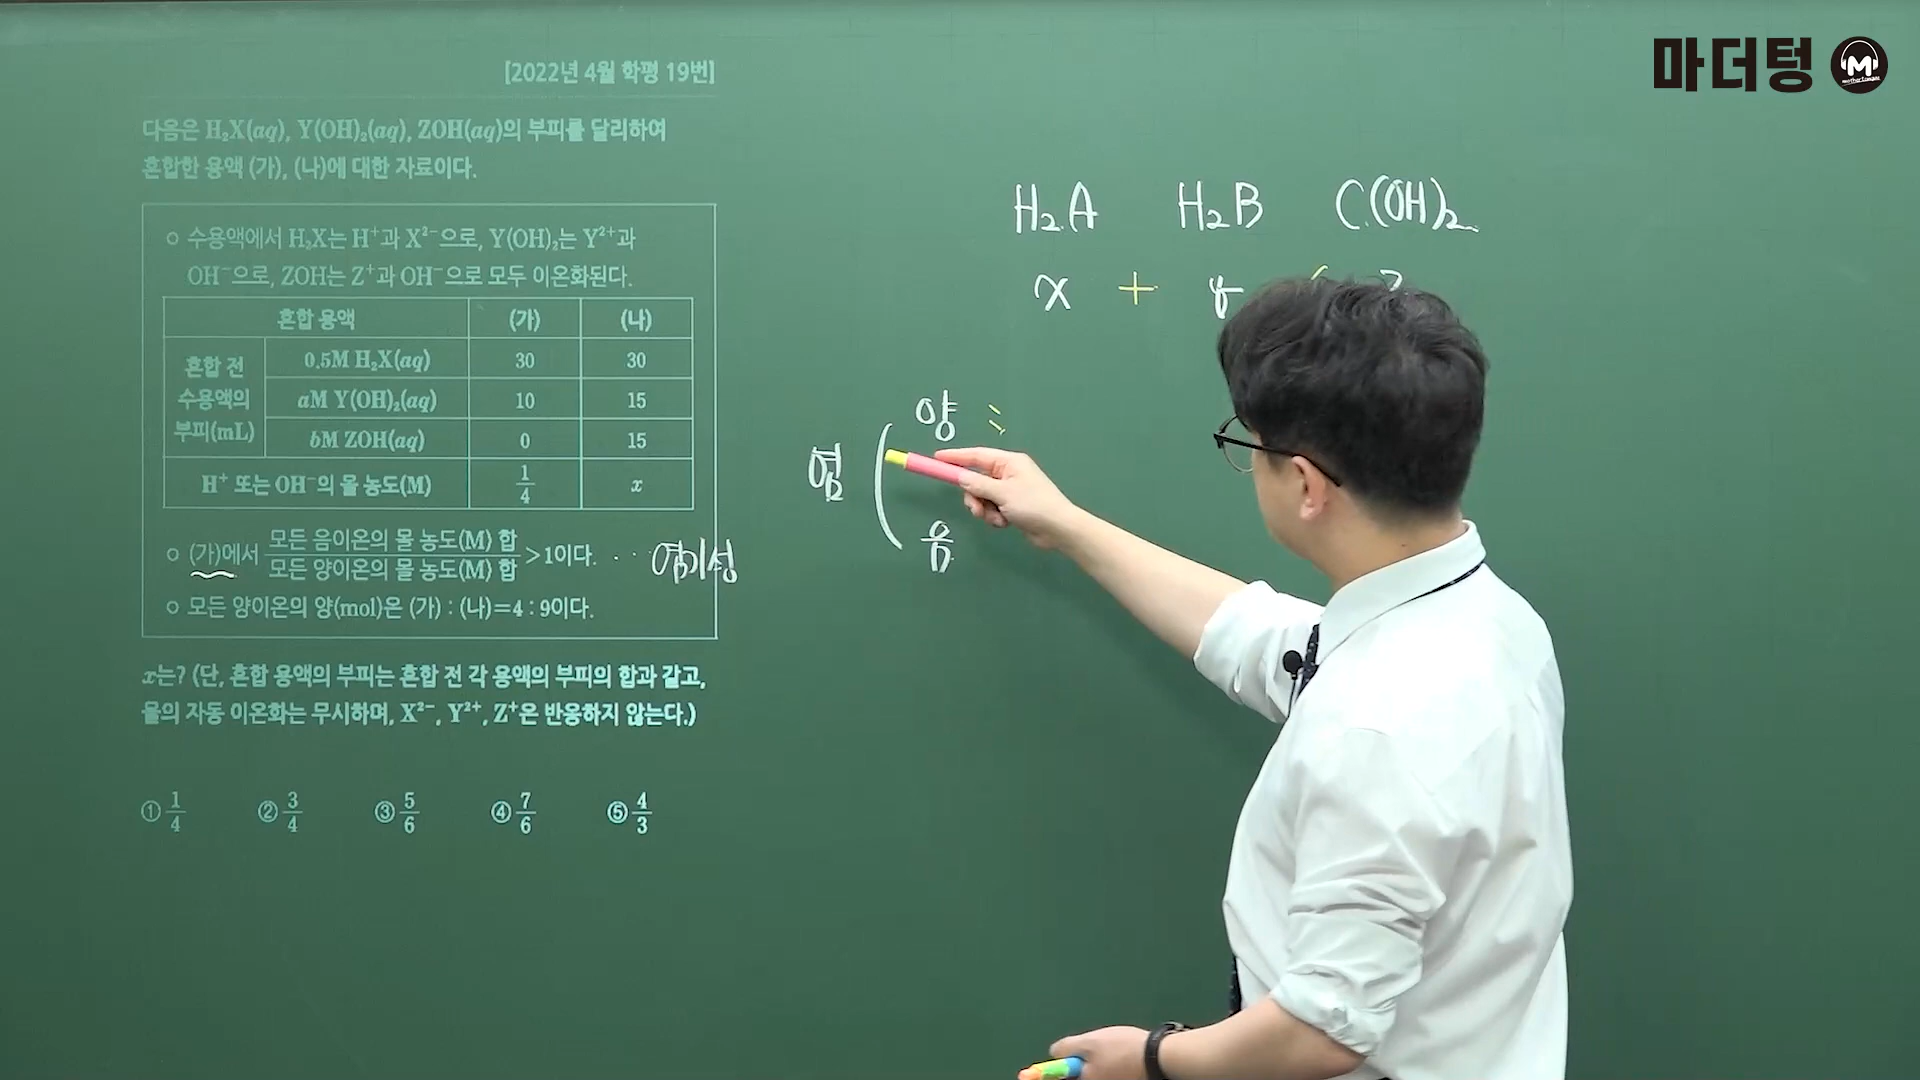 마더텅 M
[2022년 4월 학평 19번]
다음은 H₂X(aq), Y(OH)₂(aq), ZOH(aq)의 부피를 달리하여
혼합한 용액 (가), (나)에 대한 자료이다.
○ 수용액에서 H₂X는 H⁺과 X²⁻으로, Y(OH)₂는 Y²⁺과
OH⁻으로, ZOH는 Z⁺과 OH⁻으로 모두 이온화된다.
혼합 용액 (가) (나)
혼합 전 수용액의 부피(mL)
0.5M H₂X(aq) 30 30
aM Y(OH)₂(aq) 10 15
bM ZOH(aq) 0 15
H⁺ 또는 OH⁻의 몰 농도(M) 1/4 x
○ (가)에서 모든 음이온의 몰 농도(M) 합 / 모든 양이온의 몰 농도(M) 합 >1이다. ··· 염기성
○ 모든 양이온의 양(mol)은 (가) : (나)=4 : 9이다.
x는? (단, 혼합 용액의 부피는 혼합 전 각 용액의 부피의 합과 같고,
물의 자동 이온화는 무시하며, X²⁻, Y²⁺, Z⁺은 반응하지 않는다.)
① 1/4 ② 3/4 ③ 5/6 ④ 7/6 ⑤ 4/3
H₂A H₂B C(OH)₂
x + y
염 ( 양 :
음